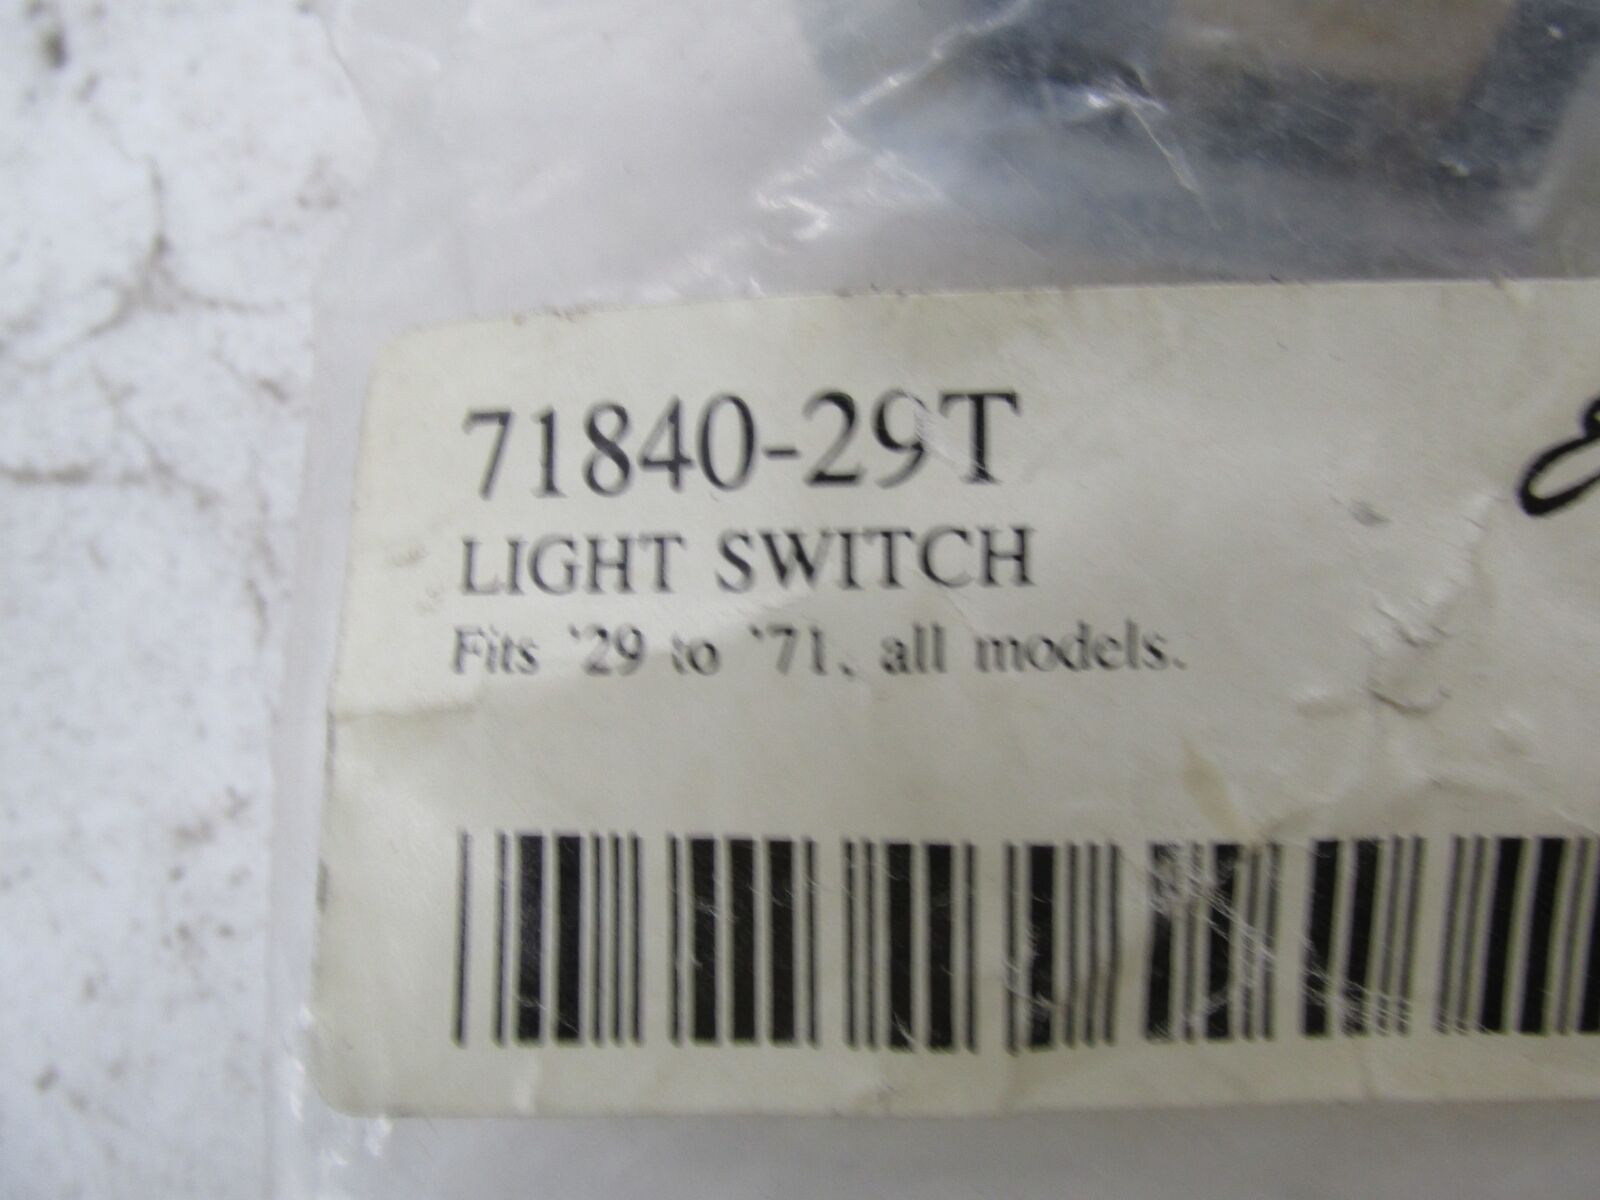 71840-29T
LIGHT SWITCH
Fits '29 to '71, all models.